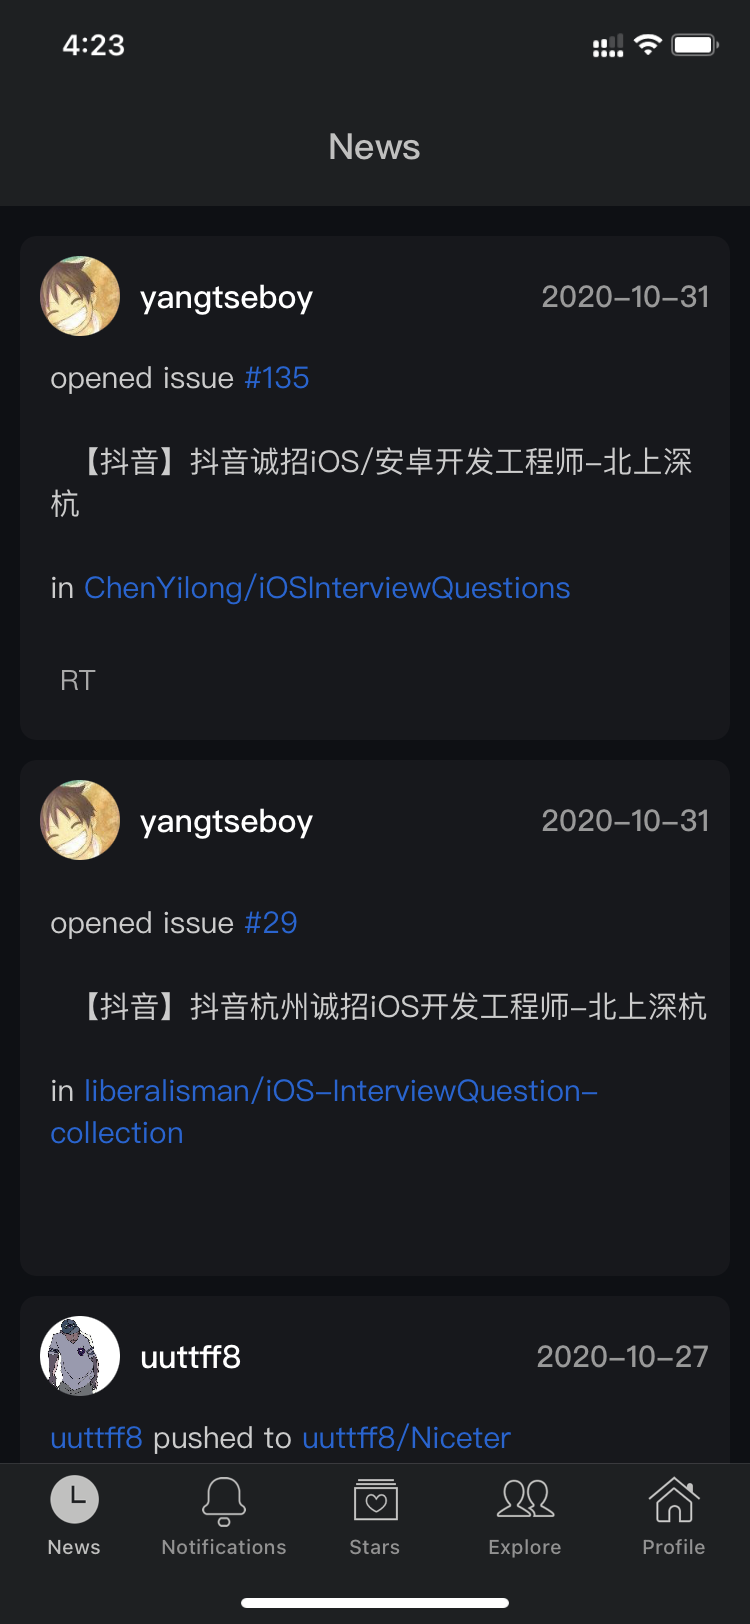 4:23
News
yangtseboy
2020-10-31
opened issue #135
【抖音】抖音诚招iOS/安卓开发工程师-北上深
杭
in ChenYilong/iOSInterviewQuestions
RT
yangtseboy
2020-10-31
opened issue #29
【抖音】抖音杭州诚招iOS开发工程师-北上深杭
in liberalisman/iOS-InterviewQuestion-
collection
uuttff8
2020-10-27
uuttff8 pushed to uuttff8/Niceter
News
Notifications
Stars
Explore
Profile